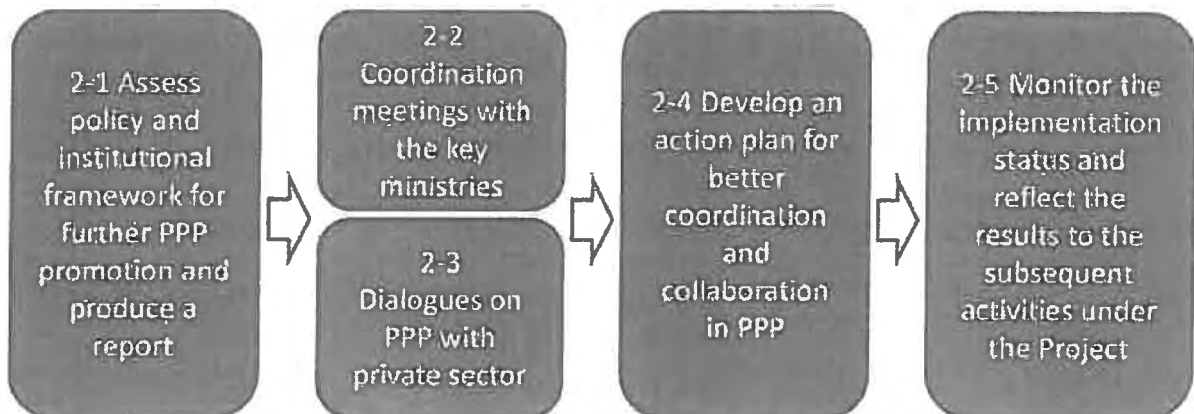 2-1 Assess
policy and
institutional
framework for
further PPP
promotion and
produce a
report
2-2
Coordination
meetings with
the key
ministries
2-3
Dialogues on
PPP with
private sector
2-4 Develop an
action plan for
better
coordination
and
collaboration
in PPP
2-5 Monitor the
implementation
status and
reflect the
results to the
subsequent
activities under
the Project